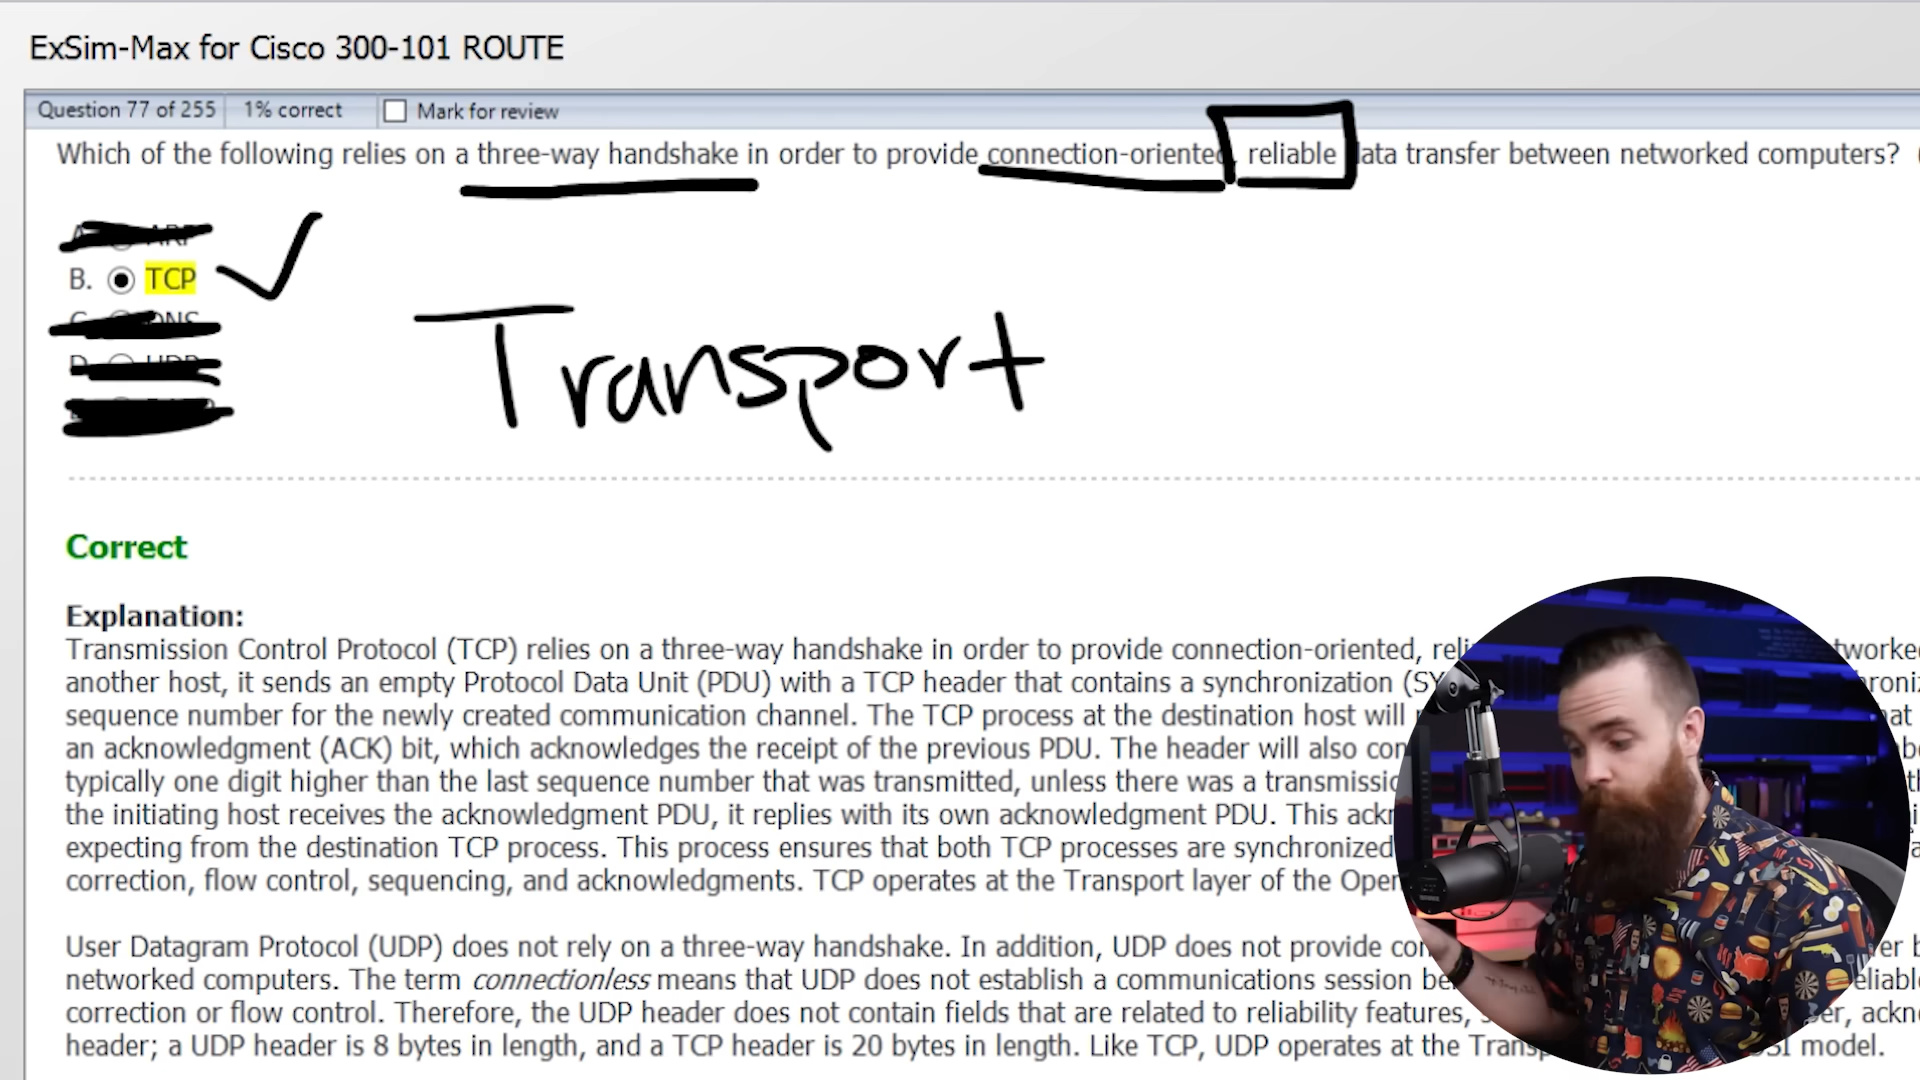 ExSim-Max for Cisco 300-101 ROUTE
Question 77 of 255 1% correct Mark for review
Which of the following relies on a three-way handshake in order to provide connection-oriented, reliable data transfer between networked computers?
ARP
B. TCP
DNS
D. UDP
Transport
Correct
Explanation:
Transmission Control Protocol (TCP) relies on a three-way handshake in order to provide connection-oriented,
another host, it sends an empty Protocol Data Unit (PDU) with a TCP header that contains a synchronization
sequence number for the newly created communication channel. The TCP process at the destination host will
an acknowledgment (ACK) bit, which acknowledges the receipt of the previous PDU. The header will also
typically one digit higher than the last sequence number that was transmitted, unless there was a
the initiating host receives the acknowledgment PDU, it replies with its own acknowledgment PDU. This
expecting from the destination TCP process. This process ensures that both TCP processes are synchronized
correction, flow control, sequencing, and acknowledgments. TCP operates at the Transport layer of the
User Datagram Protocol (UDP) does not rely on a three-way handshake. In addition, UDP does not provide
networked computers. The term connectionless means that UDP does not establish a communications session
correction or flow control. Therefore, the UDP header does not contain fields that are related to reliability features,
header; a UDP header is 8 bytes in length, and a TCP header is 20 bytes in length. Like TCP, UDP operates at the model.